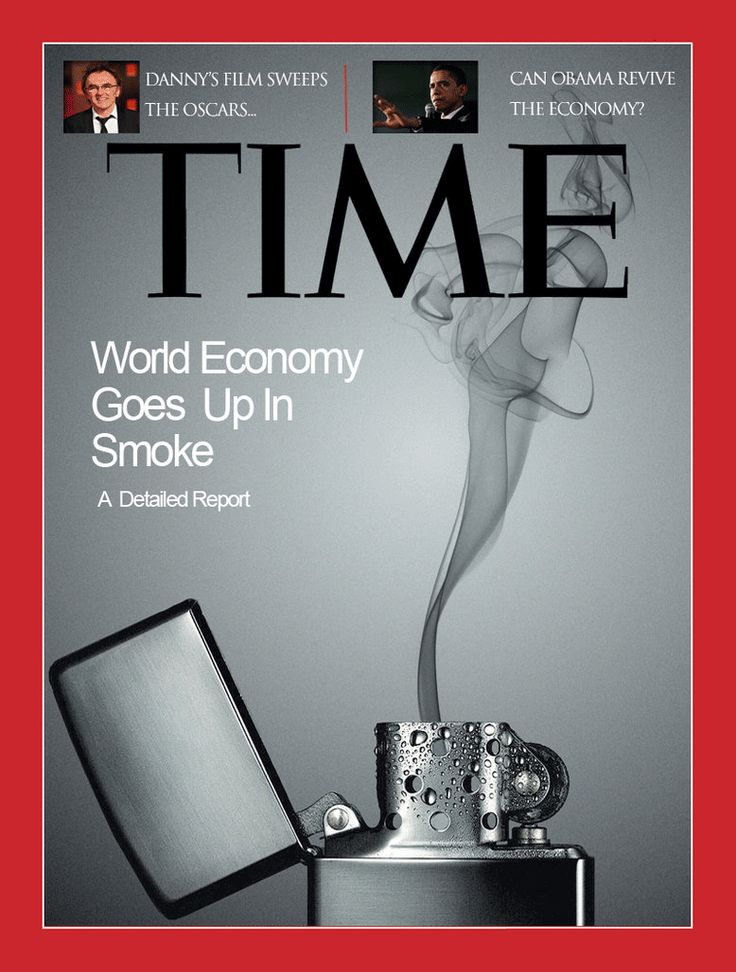 DANNY'S FILM SWEEPS
THE OSCARS...
CAN OBAMA REVIVE
THE ECONOMY?
TIME
World Economy
Goes Up In
Smoke
A Detailed Report